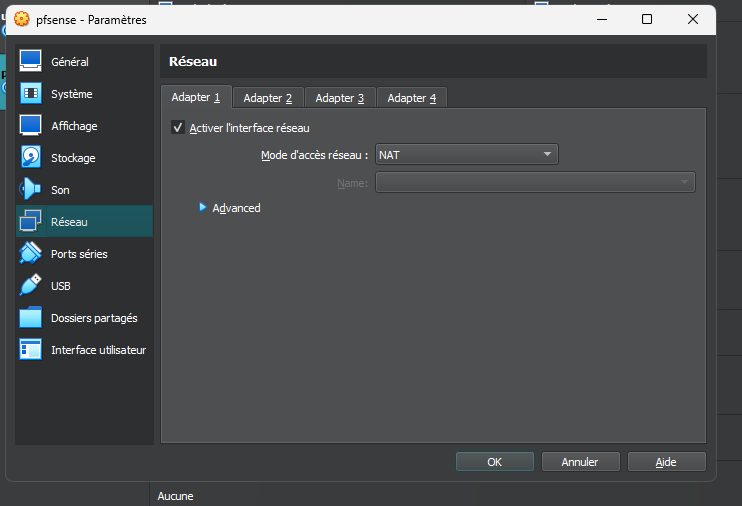 pfsense - Paramètres
Général
Système
Affichage
Stockage
Son
Réseau
Ports séries
USB
Dossiers partagés
Interface utilisateur
Réseau
Adapter 1 Adapter 2 Adapter 3 Adapter 4
Activer l'interface réseau
Mode d'accès réseau : NAT
Name:
Advanced
OK Annuler Aide
Aucune